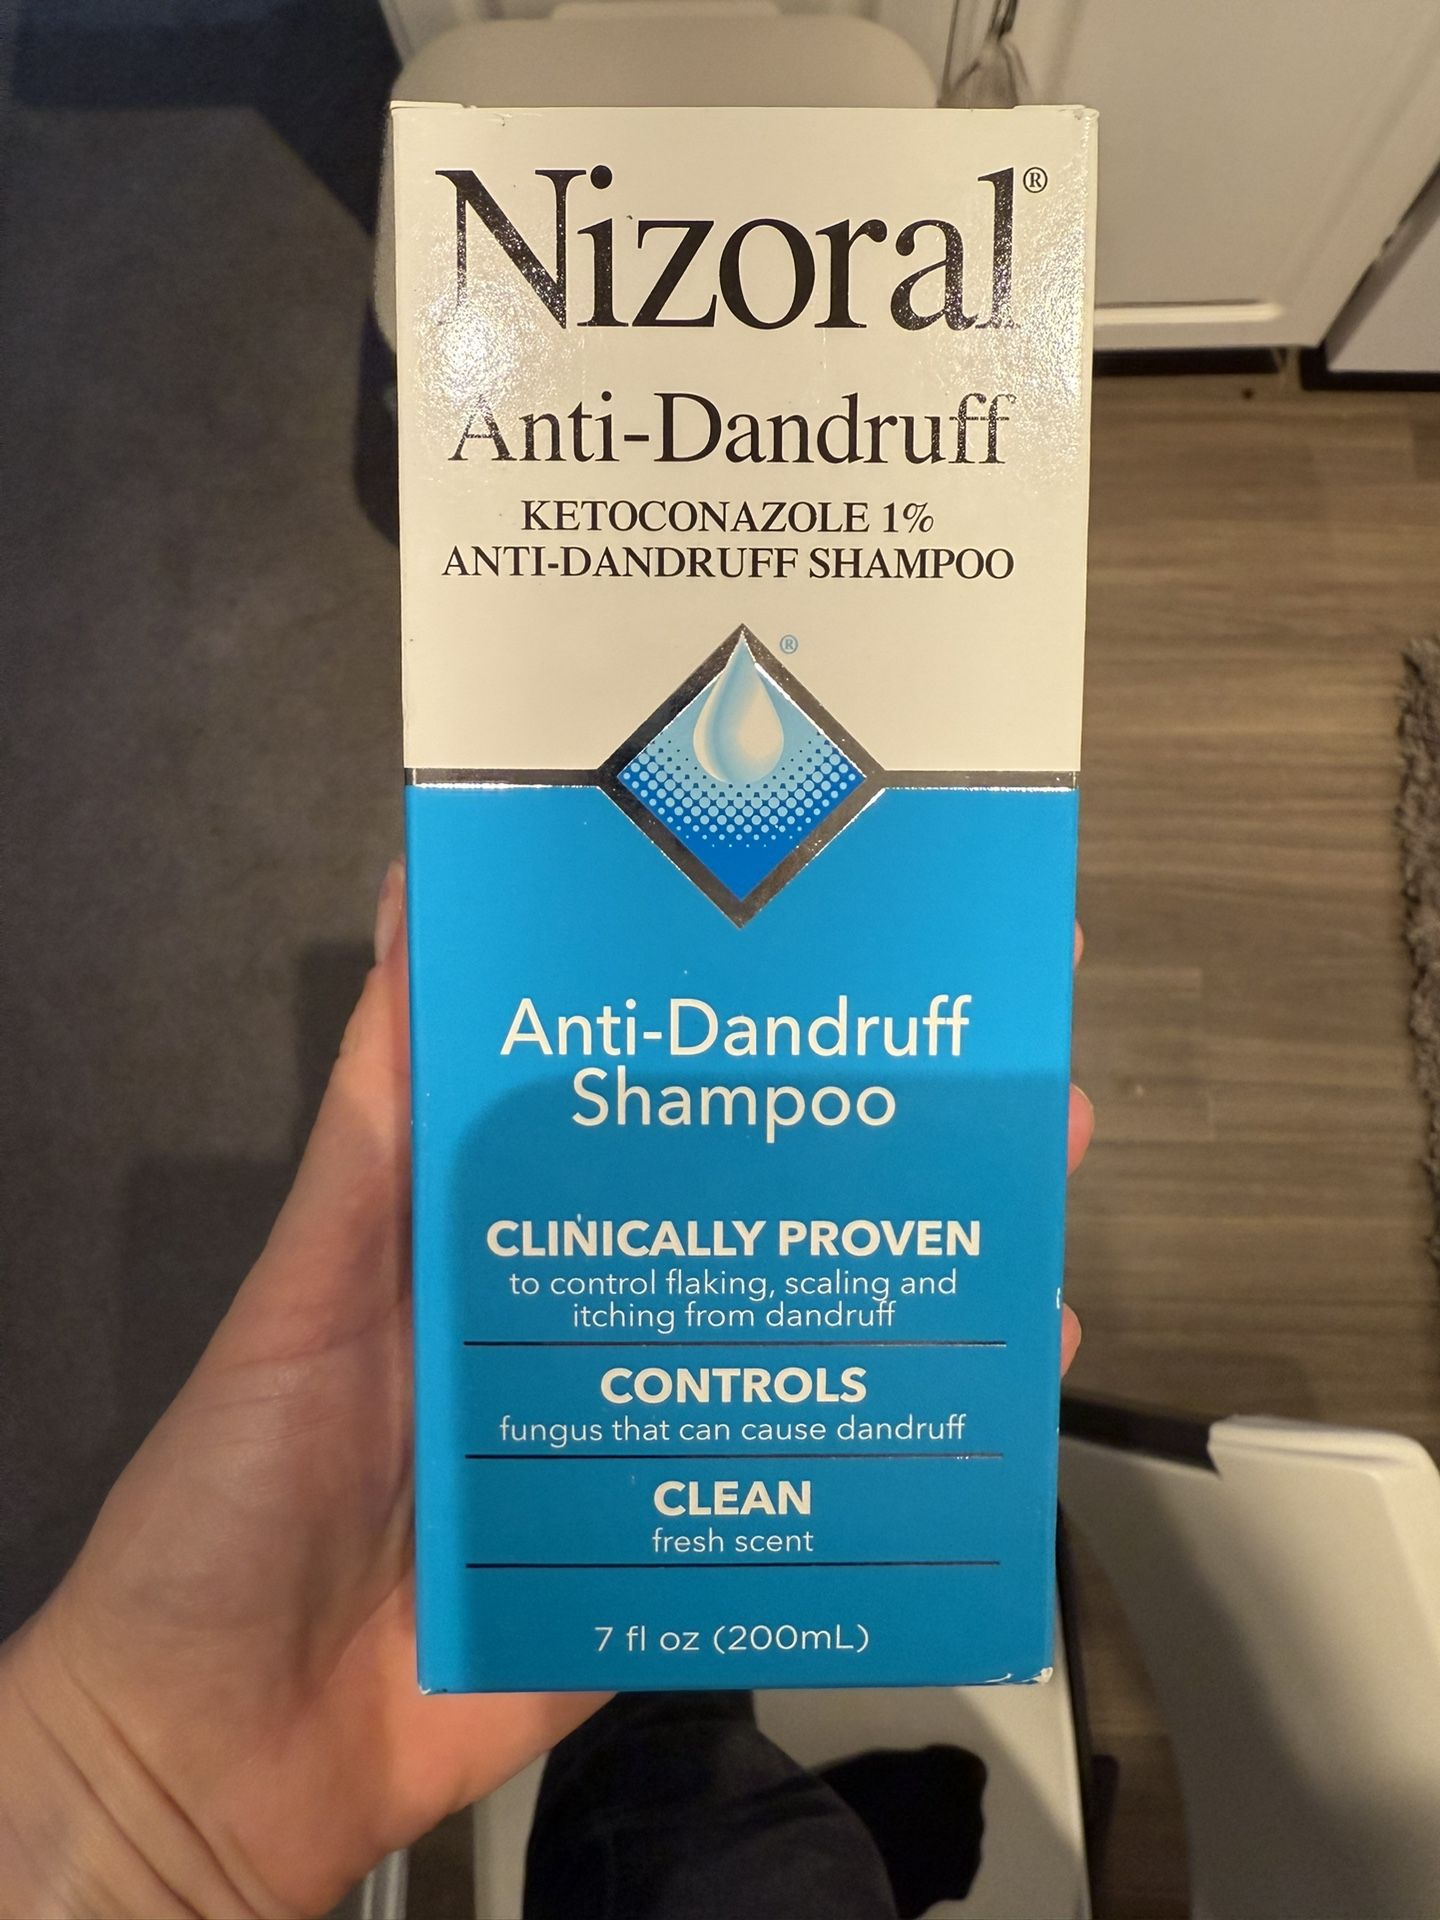 Nizoral®
Anti-Dandruff
KETOCONAZOLE 1%
ANTI-DANDRUFF SHAMPOO
®
Anti-Dandruff
Shampoo
CLINICALLY PROVEN
to control flaking, scaling and
itching from dandruff
CONTROLS
fungus that can cause dandruff
CLEAN
fresh scent
7 fl oz (200mL)